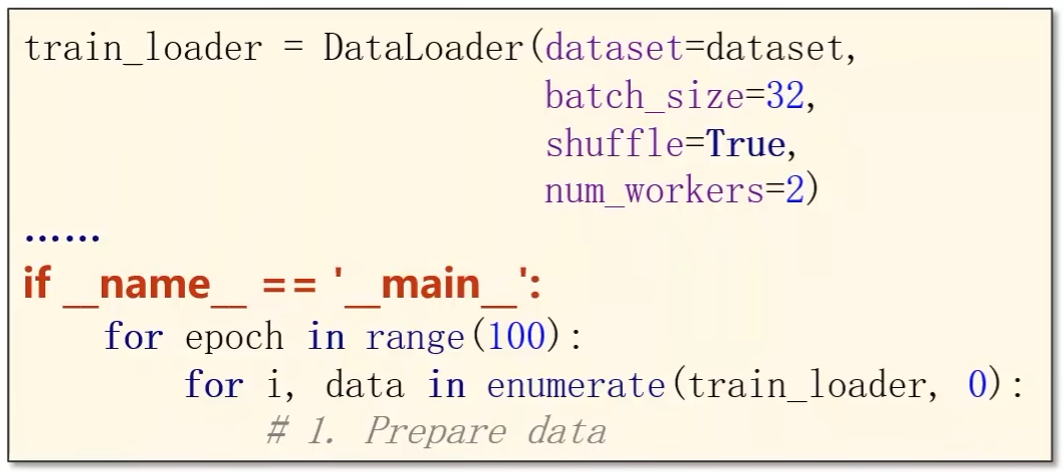 train_loader = DataLoader(dataset=dataset,
                          batch_size=32,
                          shuffle=True,
                          num_workers=2)
......
if __name__ == '__main__':
    for epoch in range(100):
        for i, data in enumerate(train_loader, 0):
            # 1. Prepare data